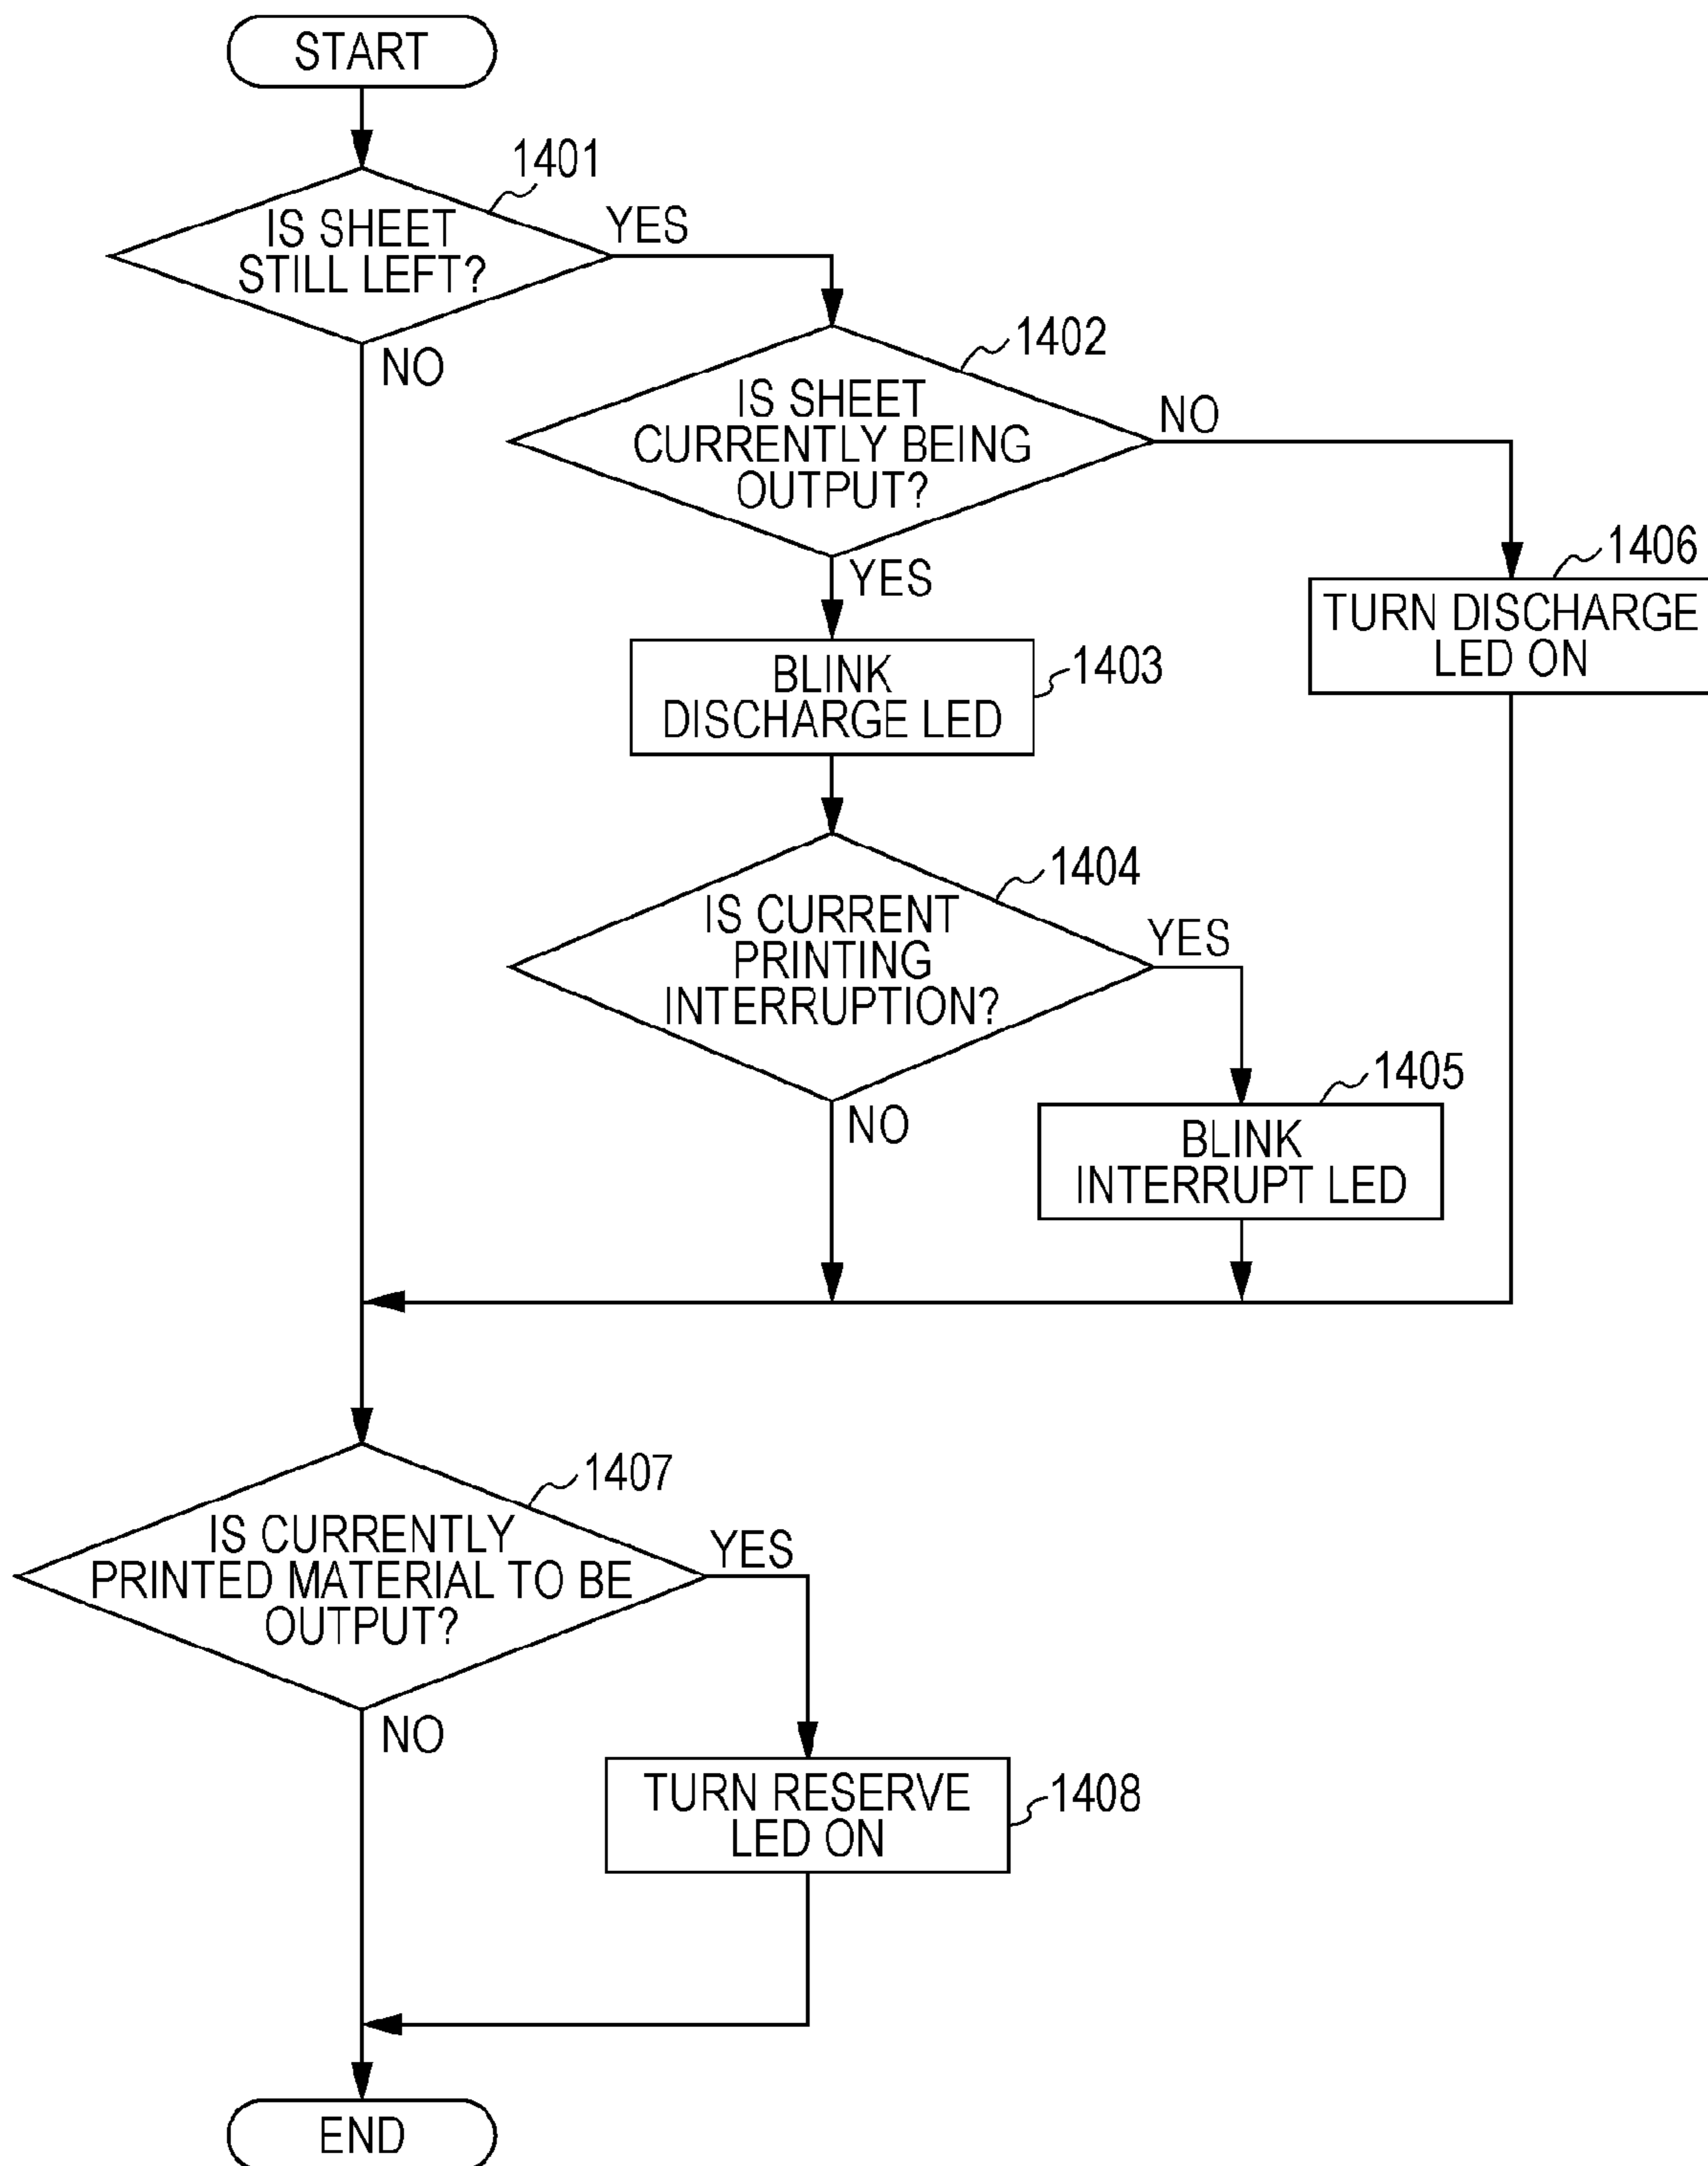 START
1401
IS SHEET
STILL LEFT?
YES
NO
1402
IS SHEET
CURRENTLY BEING
OUTPUT?
NO
YES
1406
TURN DISCHARGE
LED ON
1403
BLINK
DISCHARGE LED
1404
IS CURRENT
PRINTING
INTERRUPTION?
YES
NO
1405
BLINK
INTERRUPT LED
1407
IS CURRENTLY
PRINTED MATERIAL TO BE
OUTPUT?
YES
NO
1408
TURN RESERVE
LED ON
END